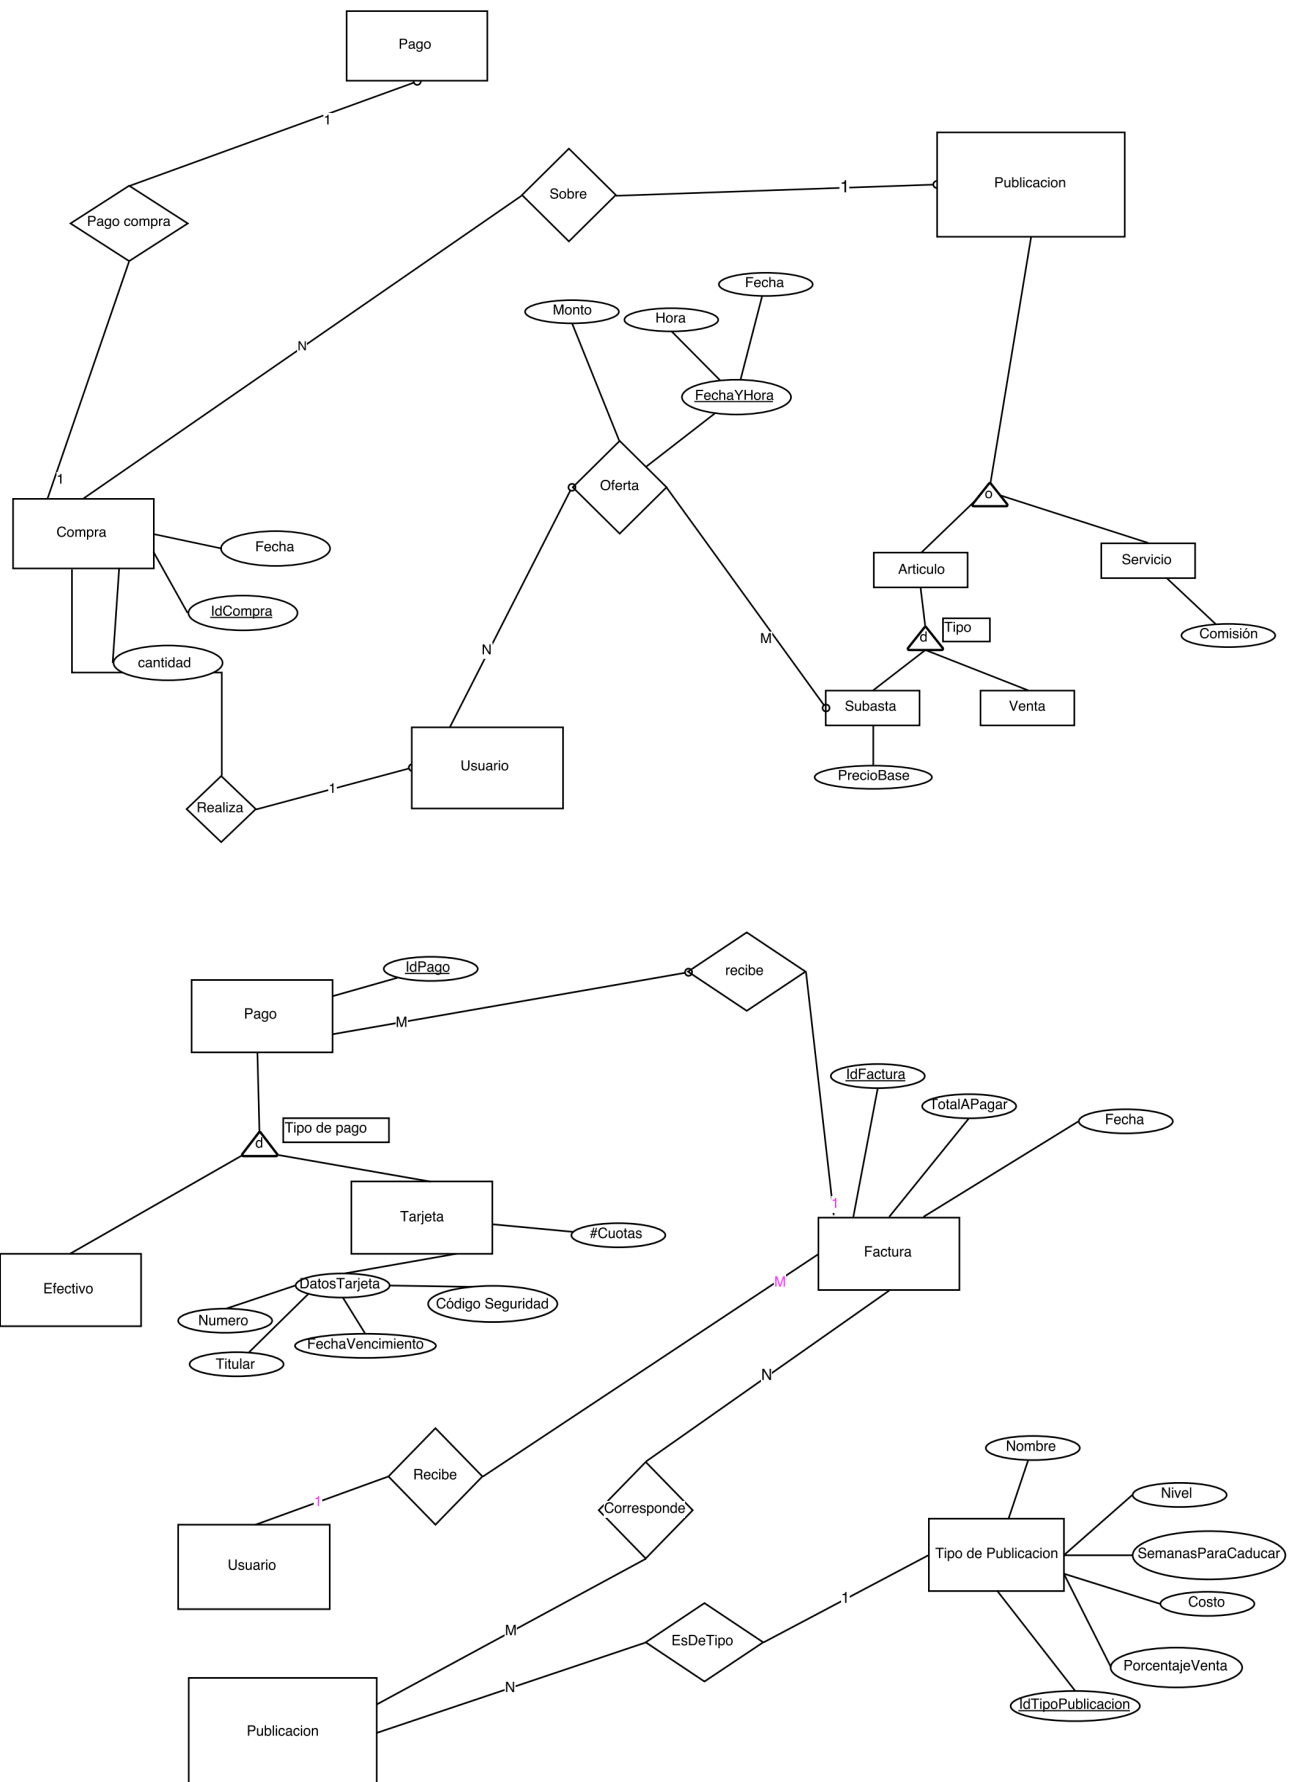 Pago
1
Publicacion
Sobre
1
Pago compra
Fecha
Monto
Hora
N
FechaYHora
1
Oferta
o
Compra
Fecha
Servicio
Articulo
IdCompra
Tipo
d
Comisión
M
N
cantidad
Subasta
Venta
Usuario
PrecioBase
1
Realiza
IdPago
recibe
Pago
M
IdFactura
TotalAPagar
Fecha
Tipo de pago
d
1
Tarjeta
#Cuotas
Factura
Efectivo
DatosTarjeta
M
Código Seguridad
Numero
FechaVencimiento
Titular
N
Nombre
Recibe
Nivel
1
Corresponde
Tipo de Publicacion
SemanasParaCaducar
Usuario
1
Costo
M
EsDeTipo
PorcentajeVenta
N
IdTipoPublicacion
Publicacion